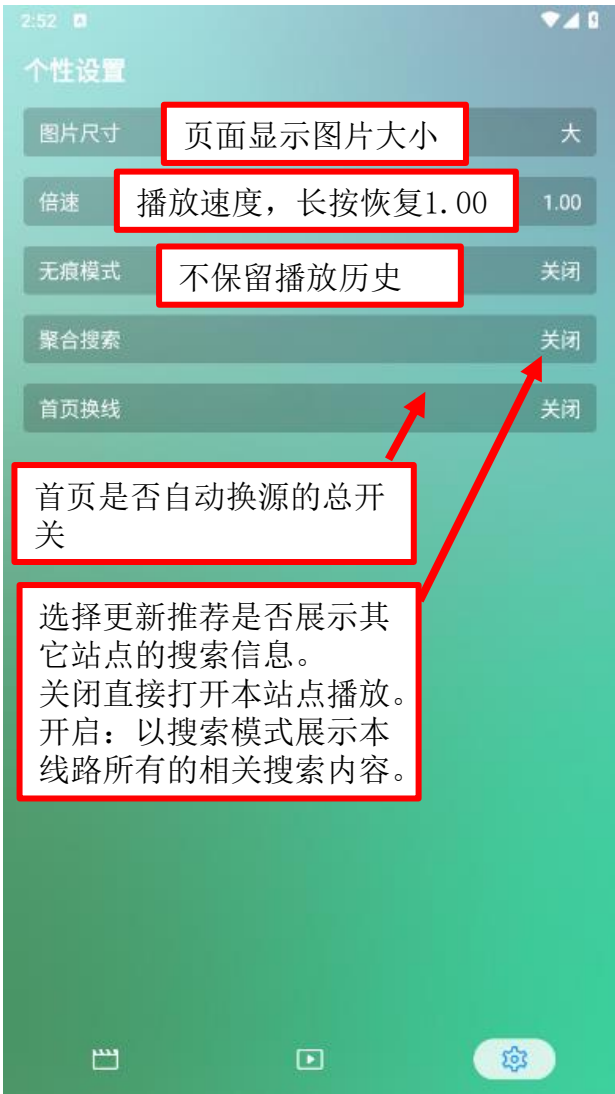 2:52
个性设置
图片尺寸 页面显示图片大小 大
倍速 播放速度，长按恢复1.00 1.00
无痕模式 不保留播放历史 关闭
聚合搜索 关闭
首页换线 关闭
首页是否自动换源的总开
关
选择更新推荐是否展示其
它站点的搜索信息。
关闭直接打开本站点播放。
开启：以搜索模式展示本
线路所有的相关搜索内容。